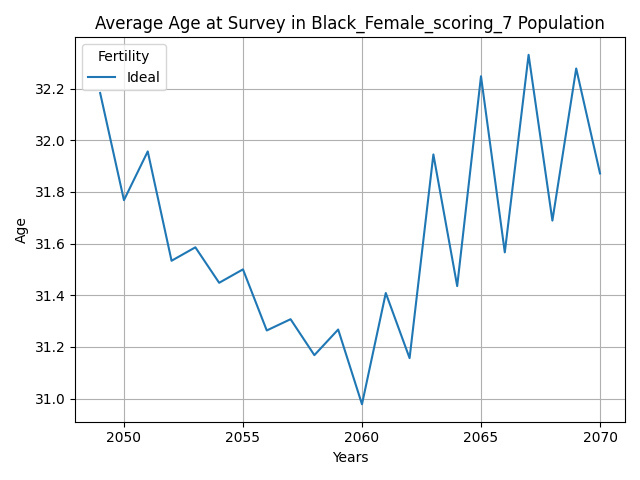 Average Age at Survey in Black_Female_scoring_7 Population
Fertility
Ideal
32.2
32.0
31.8
31.6
31.4
31.2
31.0
Age
2050 2055 2060 2065 2070
Years